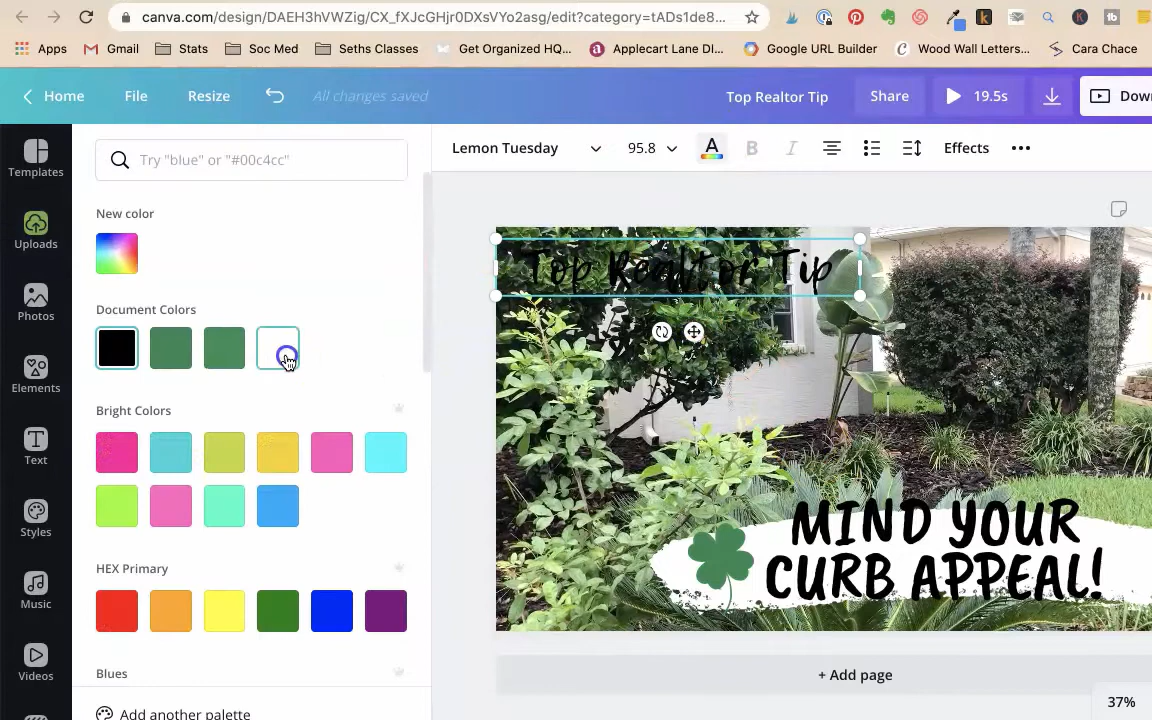 canva.com/design/DAEH3hVWZig/CX_fXJcGHjr0DXsVYo2asg/edit?category=tADs1de8...
Apps
Gmail
Stats
Soc Med
Seths Classes
Get Organized HQ...
Applecart Lane DI...
Google URL Builder
Wood Wall Letters...
Cara Chace
Home
File
Resize
All changes saved
Top Realtor Tip
Share
19.5s
Dow
Templates
Uploads
Photos
Elements
Text
Styles
Music
Videos
Try "blue" or "#00c4cc"
New color
Document Colors
Bright Colors
HEX Primary
Blues
Add another palette
Lemon Tuesday
95.8
A
B
I
Effects
Top Realtor Tip
MIND YOUR
CURB APPEAL!
+ Add page
37%